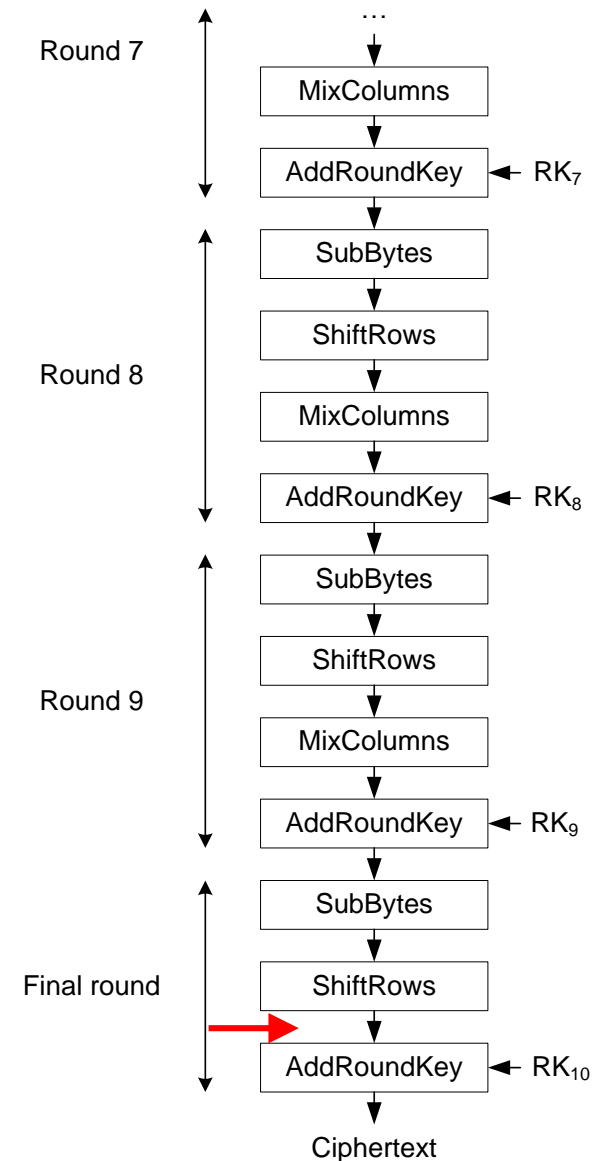 …
Round 7
MixColumns
AddRoundKey
RK₇
SubBytes
ShiftRows
Round 8
MixColumns
AddRoundKey
RK₈
SubBytes
ShiftRows
Round 9
MixColumns
AddRoundKey
RK₉
SubBytes
Final round
ShiftRows
AddRoundKey
RK₁₀
Ciphertext